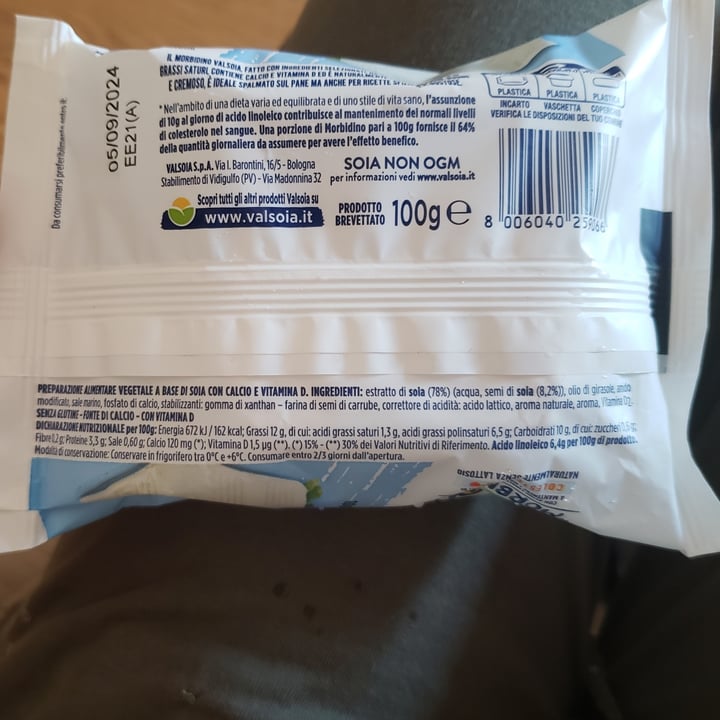 Da consumarsi preferibilmente entro il:
05/09/2024
EE21(A)
IL MORBIDINO VALSOIA, FATTO CON INGREDIENTI
GRASSI SATURI, CONTIENE CALCIO E VITAMINA D ED È
E CREMOSO, È IDEALE SPALMATO SUL PANE MA ANCHE PER RICETTE
*Nell'ambito di una dieta varia ed equilibrata e di uno stile di vita sano, l'assunzione
di 10g al giorno di acido linoleico contribuisce al mantenimento dei normali livelli
di colesterolo nel sangue. Una porzione di Morbidino pari a 100g fornisce il 64%
della quantità giornaliera da assumere per avere l'effetto benefico.
VALSOIA S.p.A. Via I. Barontini, 16/5 - Bologna
Stabilimento di Vidigulfo (PV) - Via Madonnina 32
Scopri tutti gli altri prodotti Valsoia su
www.valsoia.it
SOIA NON OGM
per informazioni vedi www.valsoia.it
PRODOTTO
BREVETTATO
100g e
PLASTICA PLASTICA PLASTICA
INCARTO VASCHETTA COPERCHIO
VERIFICA LE DISPOSIZIONI DEL TUO COMUNE
8 006040 259066
PREPARAZIONE ALIMENTARE VEGETALE A BASE DI SOIA CON CALCIO E VITAMINA D. INGREDIENTI: estratto di soia (78%) (acqua, semi di soia (8,2%)), olio di girasole, amido
modificato, sale marino, fosfato di calcio, stabilizzanti: gomma di xanthan – farina di semi di carrube, correttore di acidità: acido lattico, aroma naturale, aroma, Vitamina D2.
SENZA GLUTINE - FONTE DI CALCIO - CON VITAMINA D
DICHIARAZIONE NUTRIZIONALE per 100g: Energia 672 kJ / 162 kcal; Grassi 12 g, di cui: acidi grassi saturi 1,3 g, acidi grassi polinsaturi 6,5 g; Carboidrati 10 g, di cui: zuccheri 0,6 g;
Fibre 0,2 g; Proteine 3,3 g; Sale 0,60 g; Calcio 120 mg (*); Vitamina D 1,5 µg (**). (*) 15% - (**) 30% dei Valori Nutritivi di Riferimento. Acido linoleico 6,4g per 100g di prodotto.
Modalità di conservazione: Conservare in frigorifero tra 0°C e +6°C. Consumare entro 2/3 giorni dall'apertura.
NATURALMENTE SENZA LATTOSIO